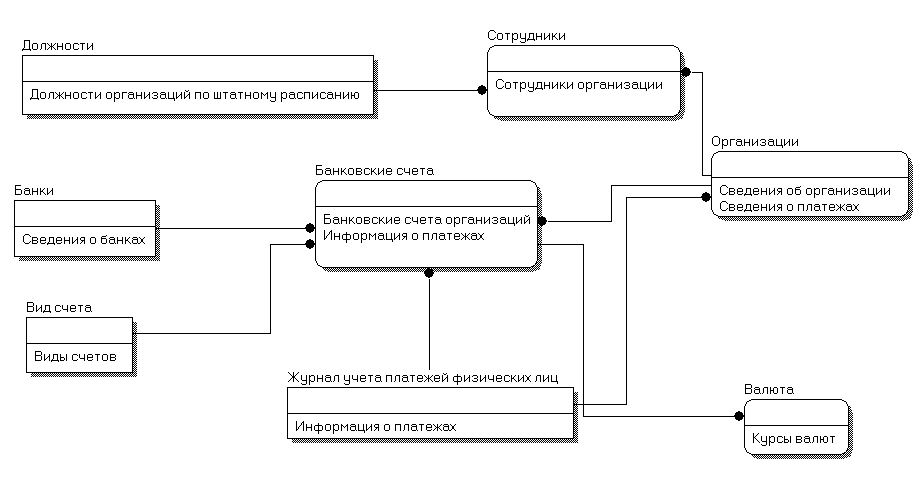 Сотрудники
Должности
Сотрудники организации
Должности организаций по штатному расписанию
Организации
Сведения об организации
Сведения о платежах
Банковские счета
Банковские счета организаций
Информация о платежах
Банки
Сведения о банках
Вид счета
Виды счетов
Журнал учета платежей физических лиц
Информация о платежах
Валюта
Курсы валют